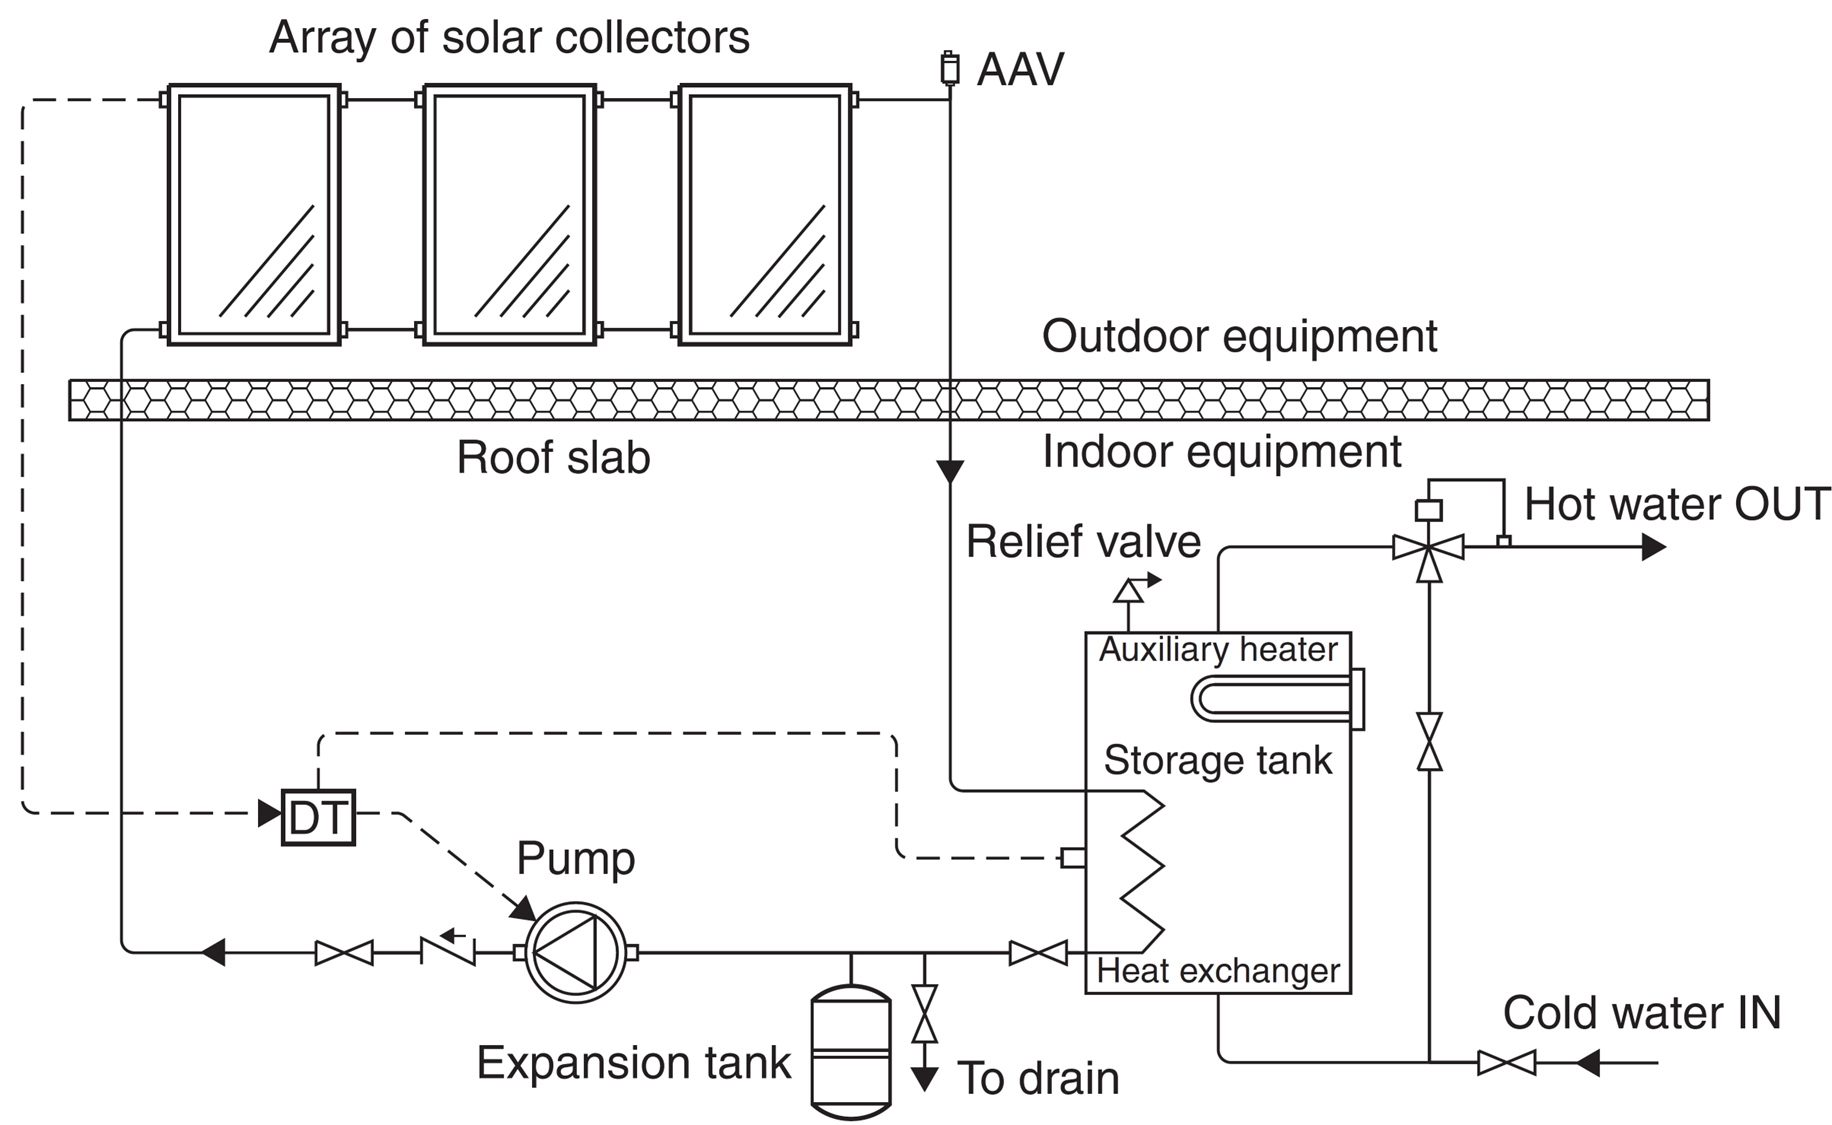 Array of solar collectors
AAV
Outdoor equipment
Roof slab
Indoor equipment
Hot water OUT
Relief valve
Auxiliary heater
Storage tank
DT
Pump
Heat exchanger
Cold water IN
Expansion tank
To drain